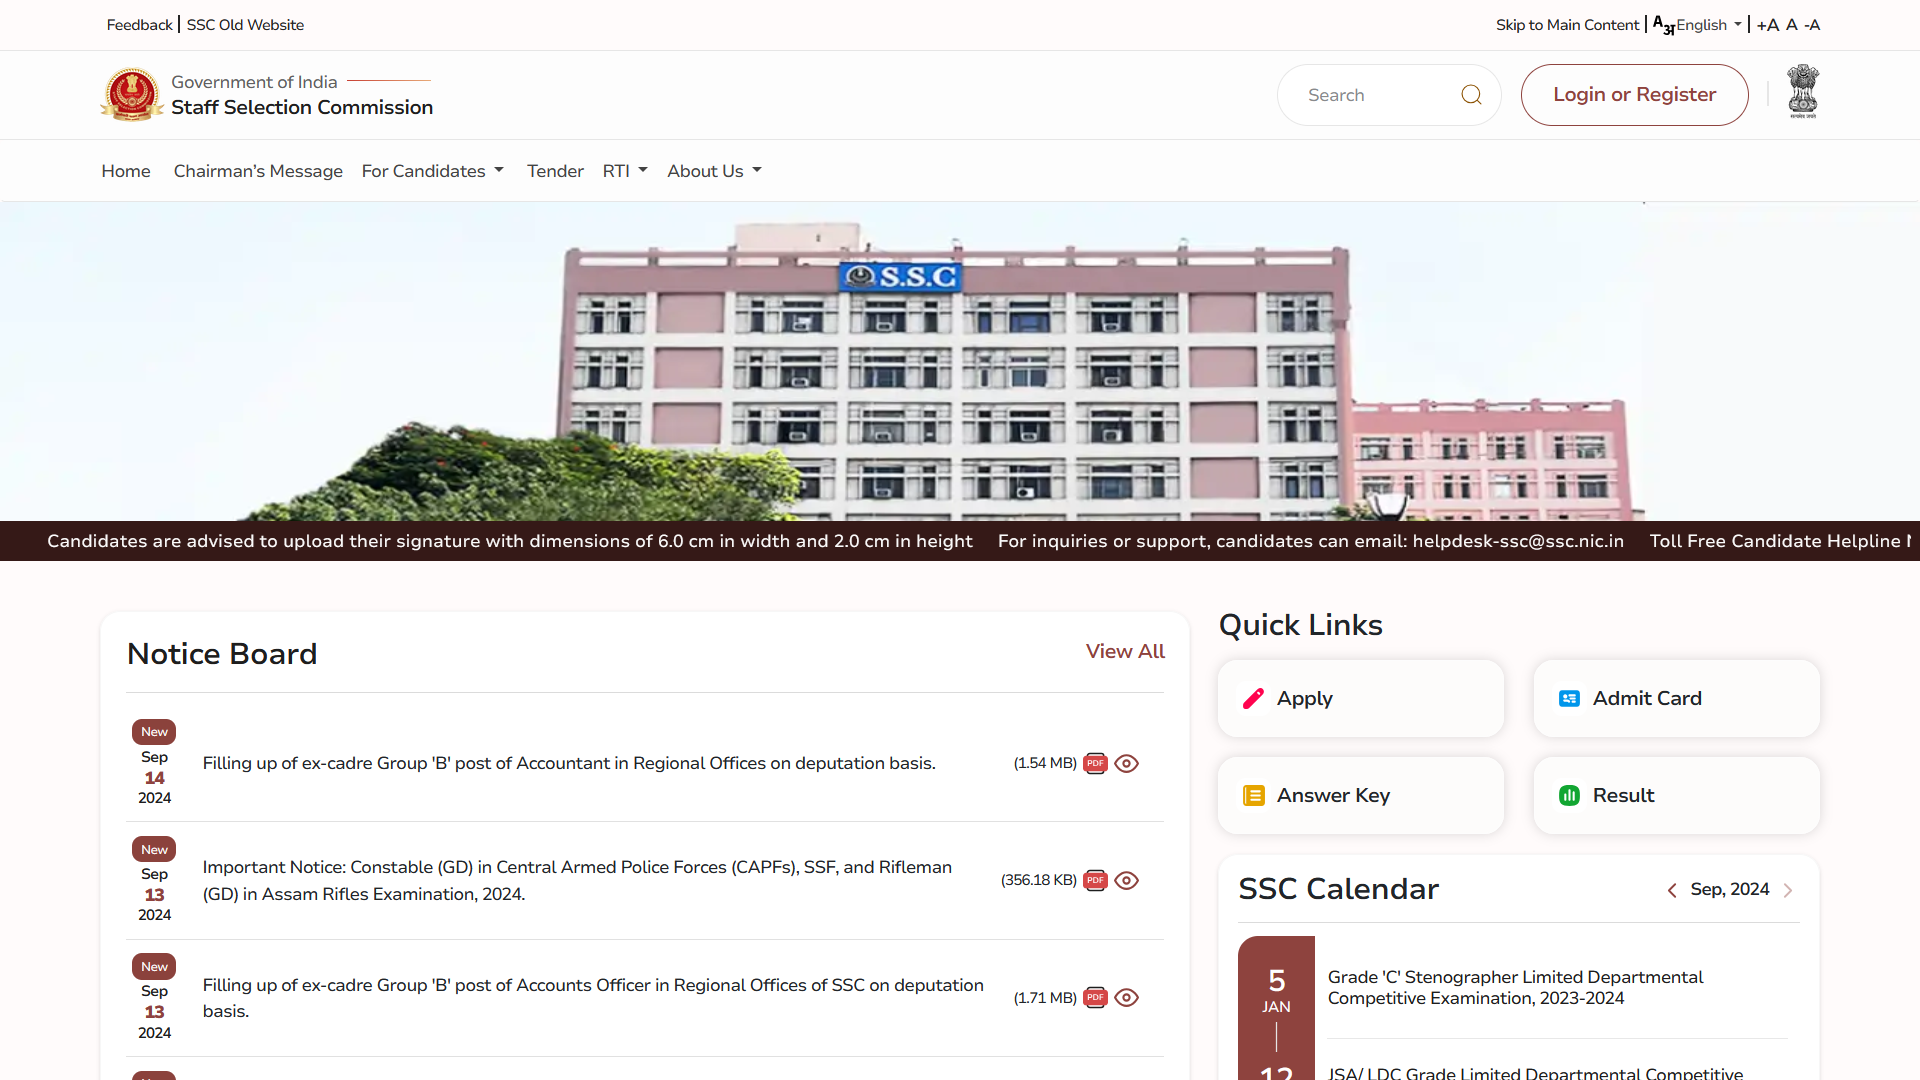 Feedback
SSC Old Website
Skip to Main Content
English
+A A -A
Government of India
Staff Selection Commission
Search
Login or Register
Home
Chairman’s Message
For Candidates
Tender
RTI
About Us
S.S.C
Candidates are advised to upload their signature with dimensions of 6.0 cm in width and 2.0 cm in height
For inquiries or support, candidates can email: helpdesk-ssc@ssc.nic.in
Toll Free Candidate Helpline
Notice Board
View All
New
Sep
14
2024
Filling up of ex-cadre Group 'B' post of Accountant in Regional Offices on deputation basis.
(1.54 MB)
PDF
New
Sep
13
2024
Important Notice: Constable (GD) in Central Armed Police Forces (CAPFs), SSF, and Rifleman
(GD) in Assam Rifles Examination, 2024.
(356.18 KB)
PDF
New
Sep
13
2024
Filling up of ex-cadre Group 'B' post of Accounts Officer in Regional Offices of SSC on deputation
basis.
(1.71 MB)
PDF
Quick Links
Apply
Admit Card
Answer Key
Result
SSC Calendar
Sep, 2024
5
JAN
Grade 'C' Stenographer Limited Departmental
Competitive Examination, 2023-2024
12
JSA/ LDC Grade Limited Departmental Competitive